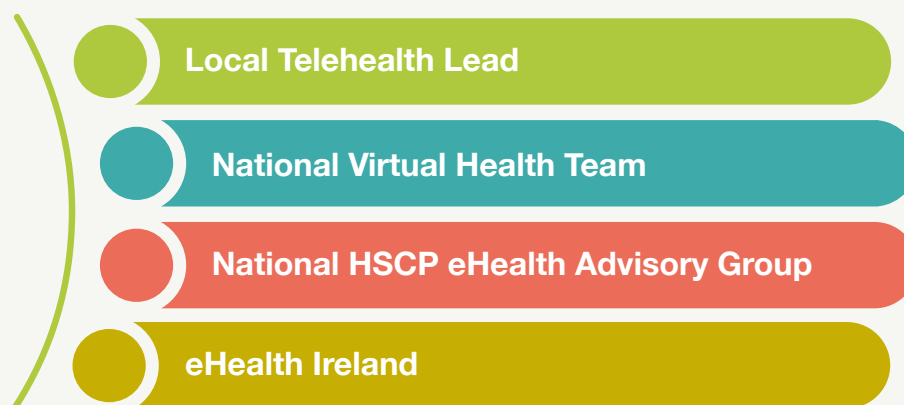 Local Telehealth Lead
National Virtual Health Team
National HSCP eHealth Advisory Group
eHealth Ireland